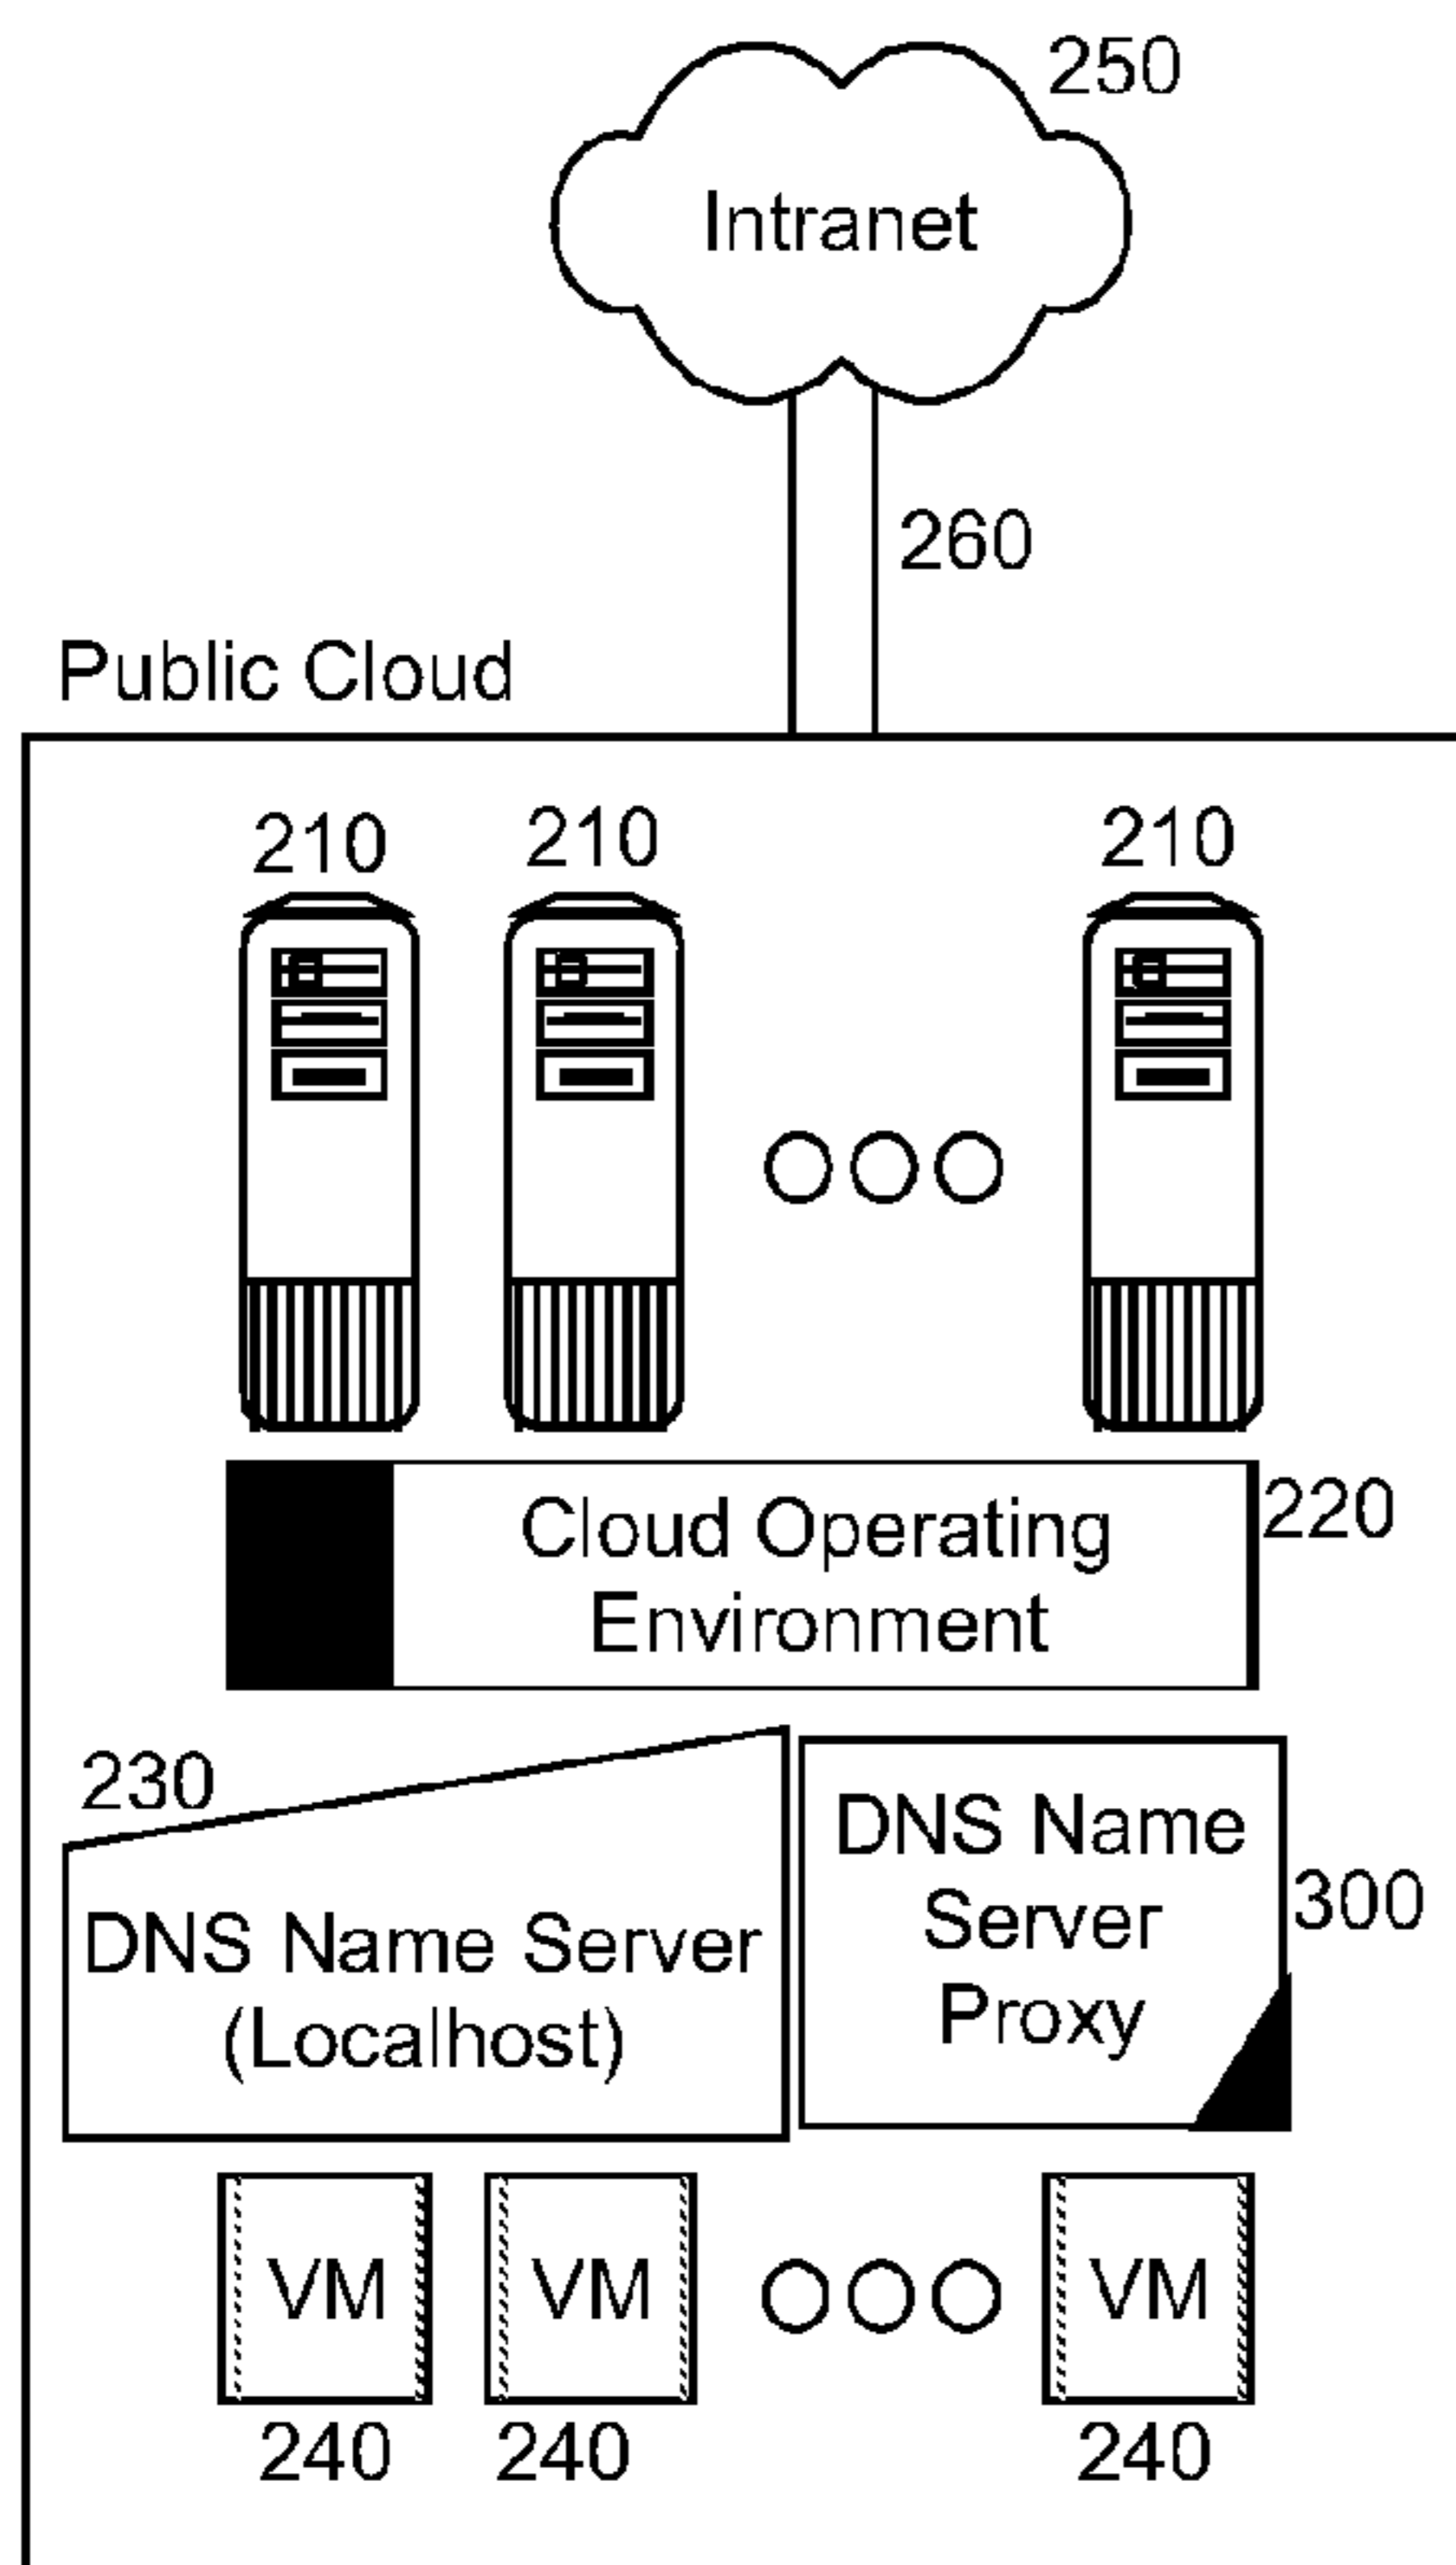 250
Intranet
260
Public Cloud
210 210 210
Cloud Operating
Environment
220
230
DNS Name Server
(Localhost)
DNS Name
Server
Proxy
300
VM VM VM
240 240 240